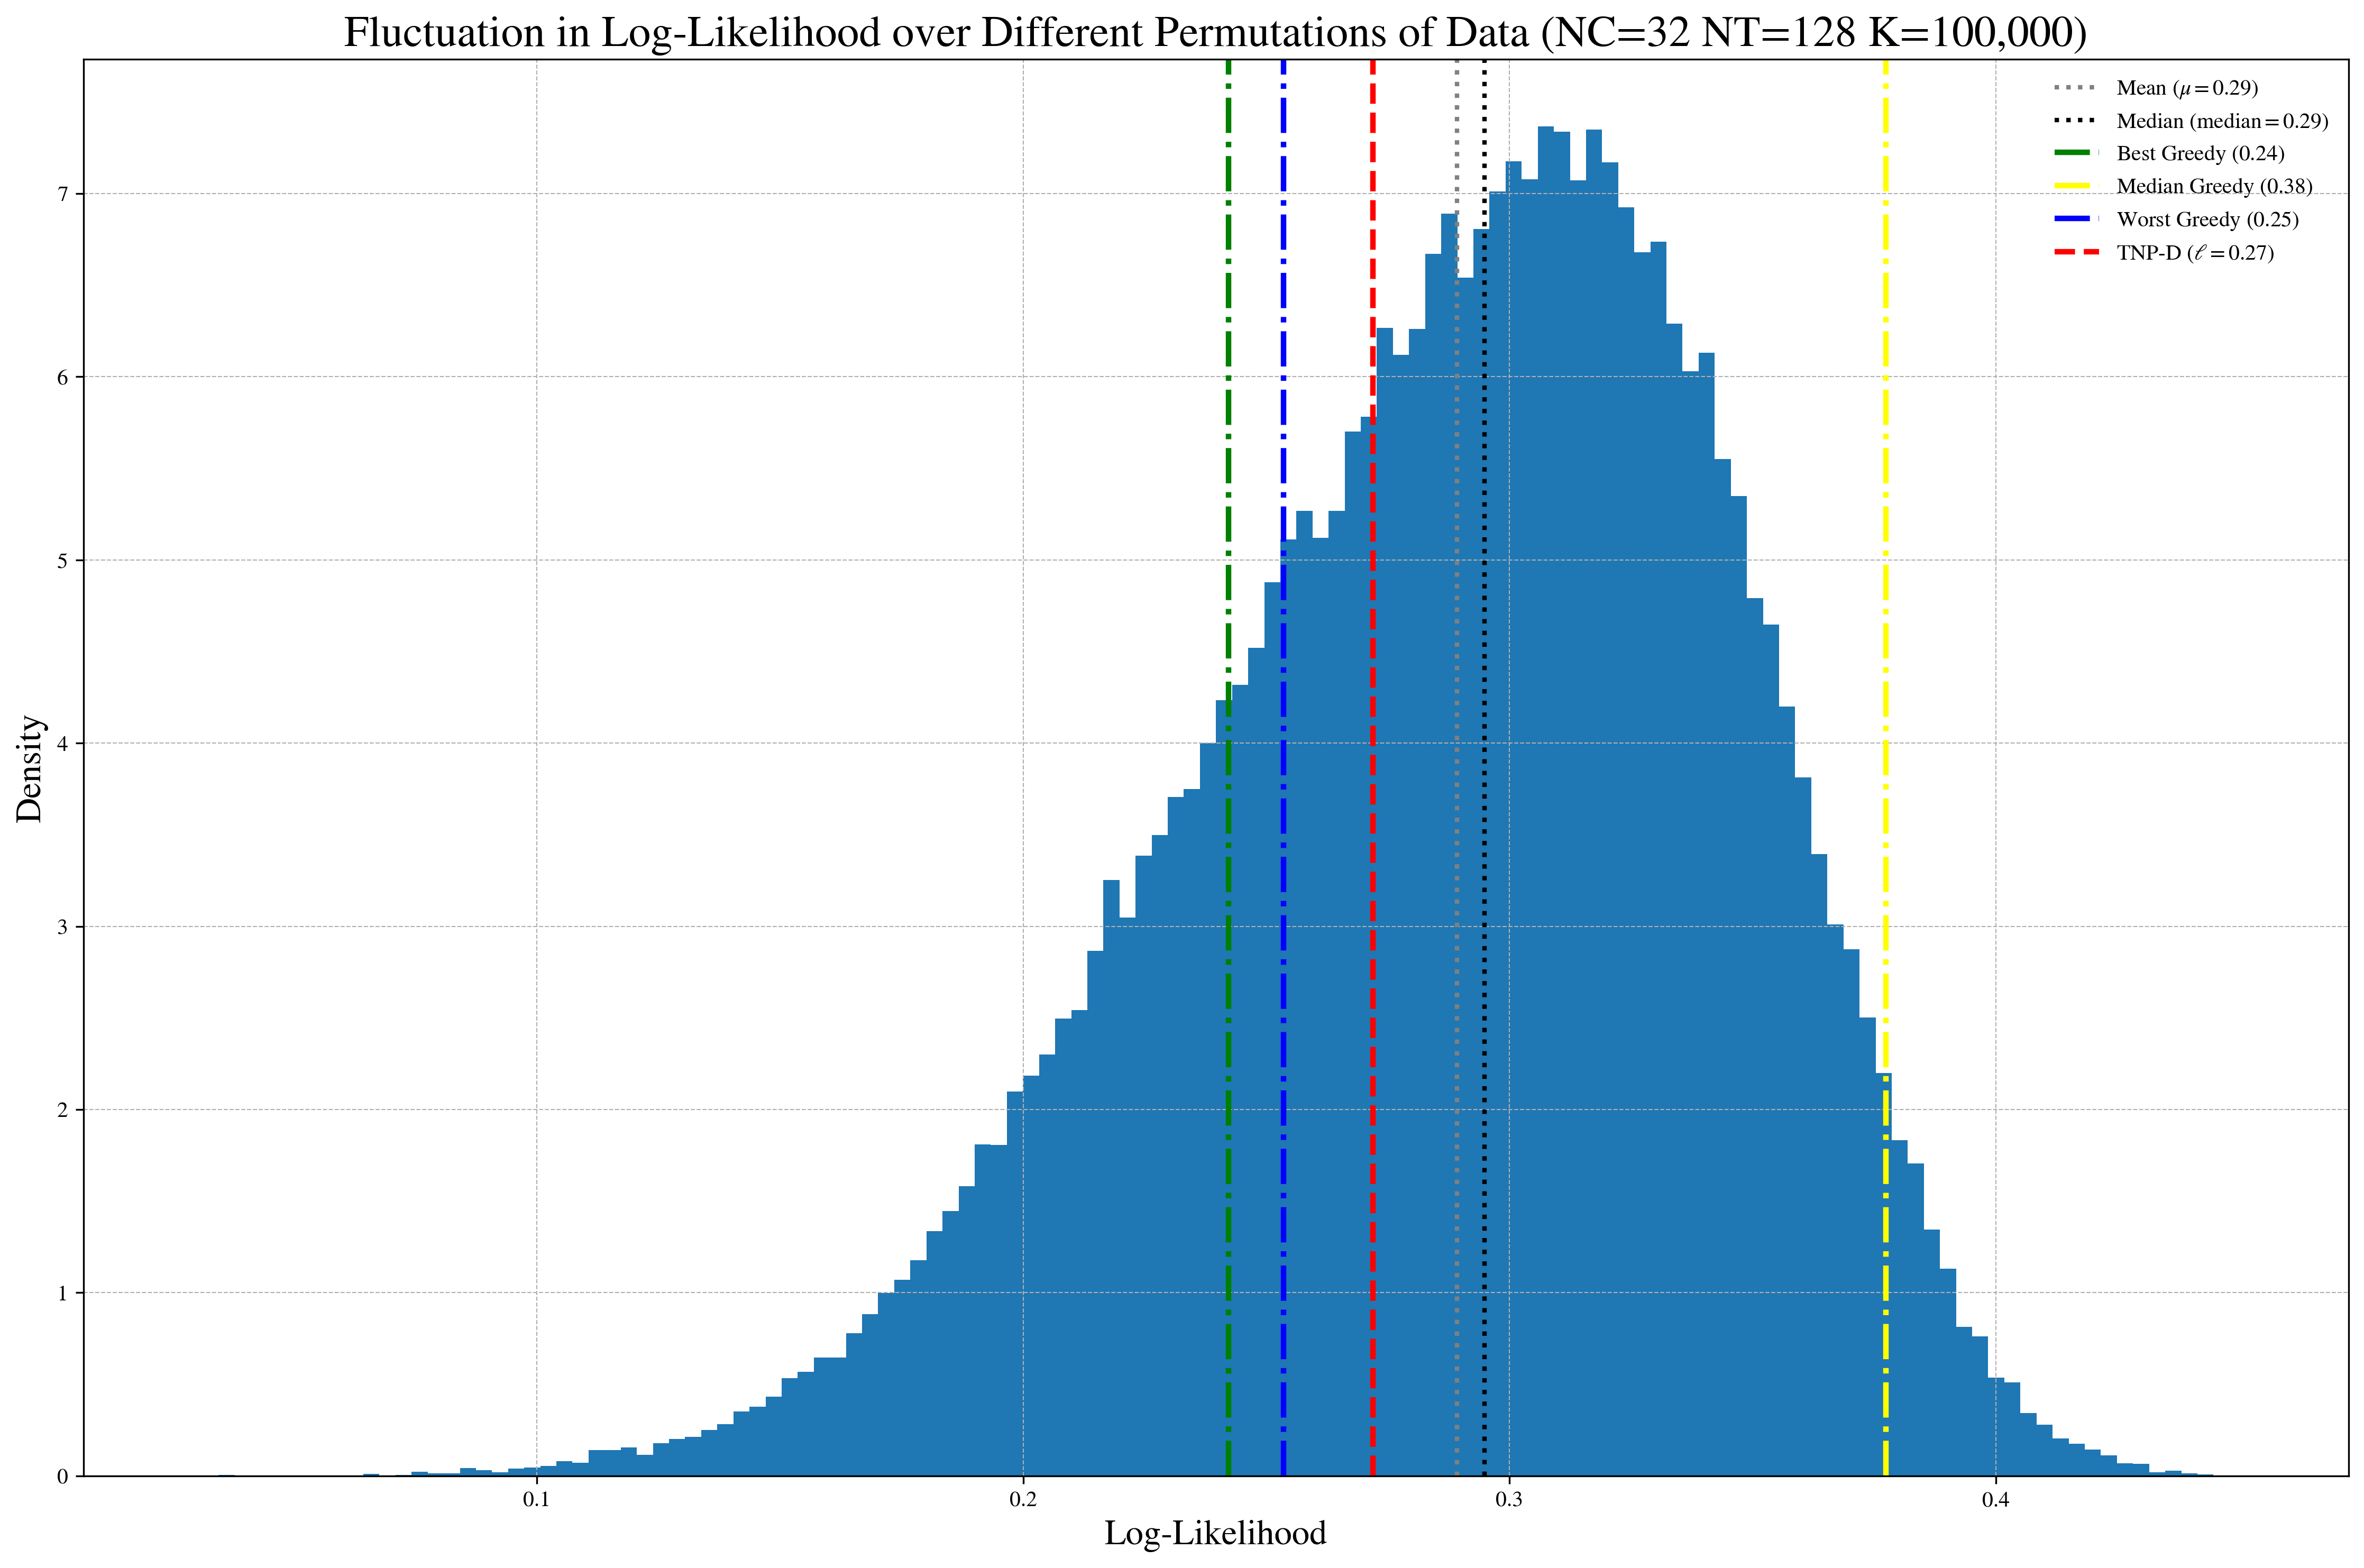 Fluctuation in Log-Likelihood over Different Permutations of Data (NC=32 NT=128 K=100,000)
Mean (μ = 0.29)
Median (median = 0.29)
Best Greedy (0.24)
Median Greedy (0.38)
Worst Greedy (0.25)
TNP-D (ℓ = 0.27)
Density
7
6
5
4
3
2
1
0
0.1 0.2 0.3 0.4
Log-Likelihood